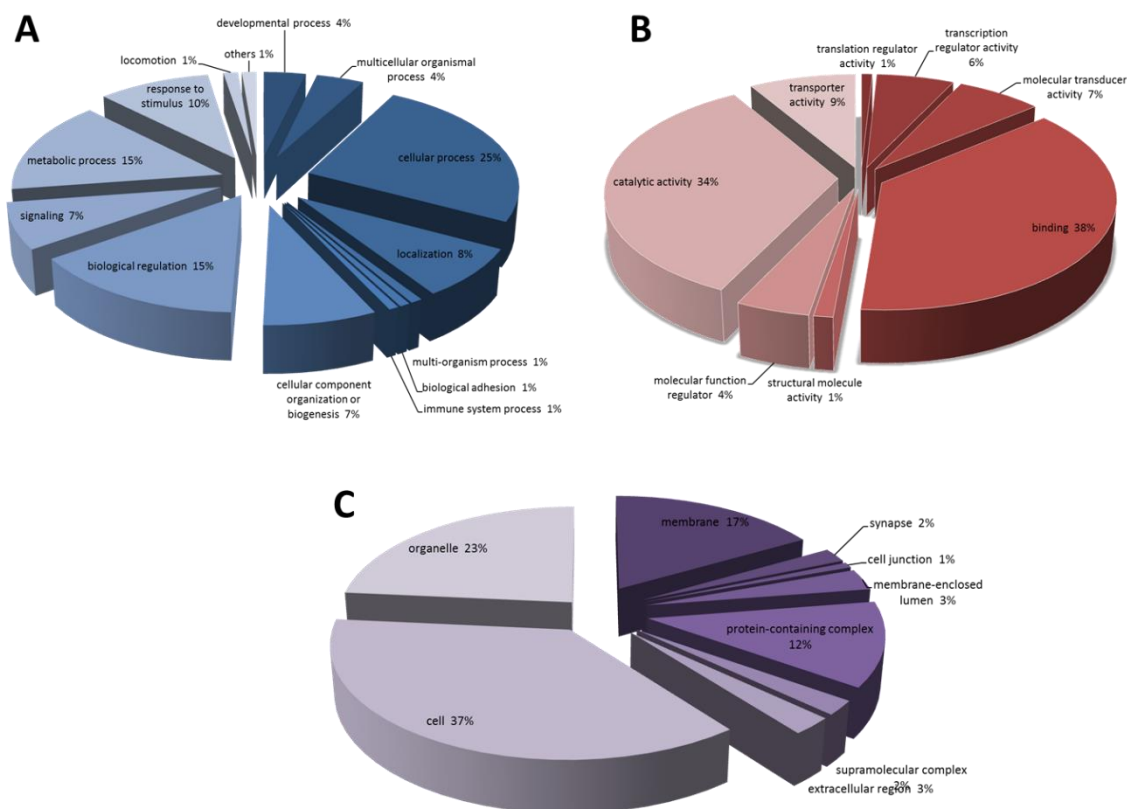 A
developmental process 4%
others 1%
locomotion 1%
multicellular organismal
process 4%
response to
stimulus 10%
cellular process 25%
metabolic process 15%
signaling 7%
localization 8%
biological regulation 15%
multi-organism process 1%
biological adhesion 1%
immune system process 1%
cellular component
organization or
biogenesis 7%
B
translation regulator
activity 1%
transcription
regulator activity
6%
molecular transducer
activity 7%
transporter
activity 9%
catalytic activity 34%
binding 38%
molecular function
regulator 4%
structural molecule
activity 1%
C
membrane 17%
synapse 2%
cell junction 1%
membrane-enclosed
lumen 3%
organelle 23%
protein-containing complex
12%
cell 37%
supramolecular complex
2%
extracellular region 3%